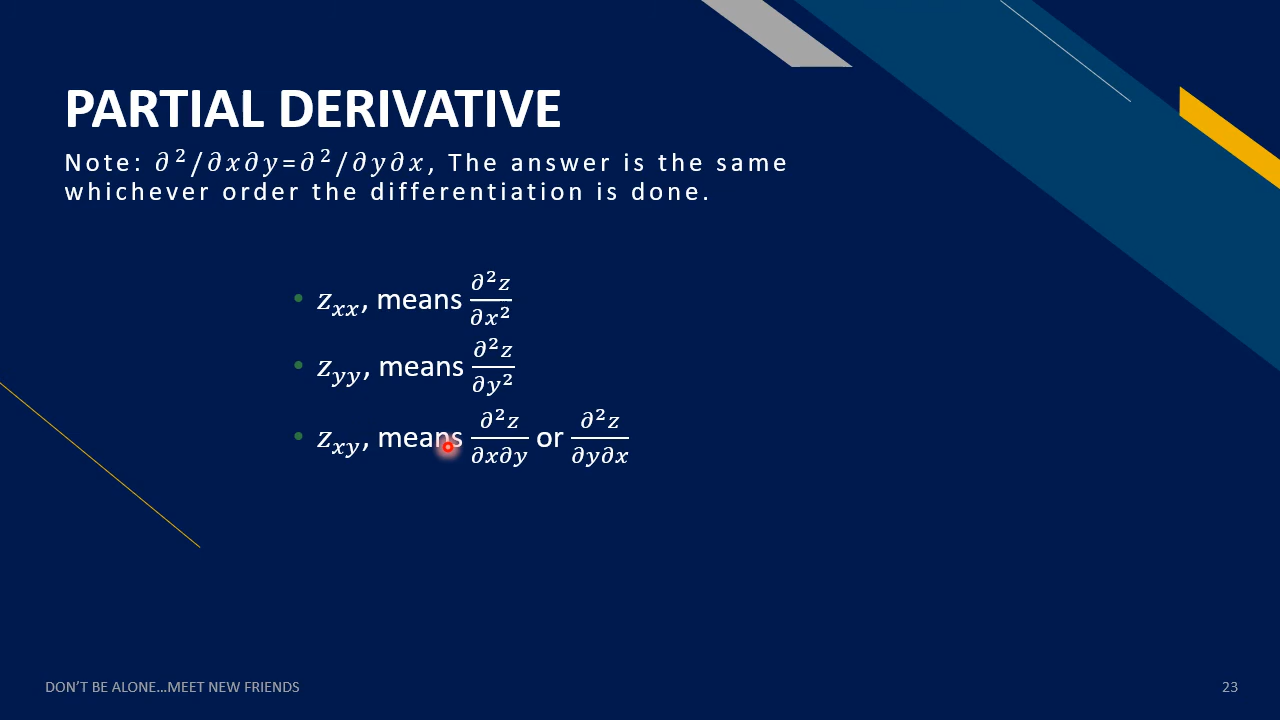 PARTIAL DERIVATIVE
Note: 𝜕²/𝜕𝑥𝜕𝑦=𝜕²/𝜕𝑦𝜕𝑥, The answer is the same
whichever order the differentiation is done.
• 𝑧ₓₓ, means 𝜕²𝑧/𝜕𝑥²
• 𝑧_𝑦𝑦, means 𝜕²𝑧/𝜕𝑦²
• 𝑧_𝑥𝑦, means 𝜕²𝑧/𝜕𝑥𝜕𝑦 or 𝜕²𝑧/𝜕𝑦𝜕𝑥
DON’T BE ALONE…MEET NEW FRIENDS
23